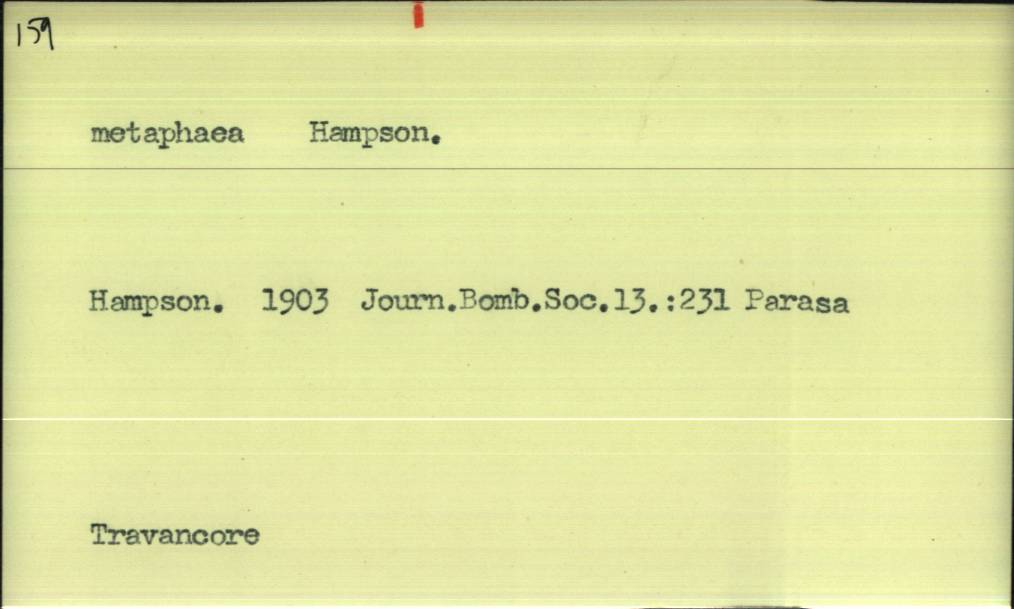 159
metaphaea Hampson.
Hampson. 1903 Journ.Bomb.Soc.13.:231 Parasa
Travancore